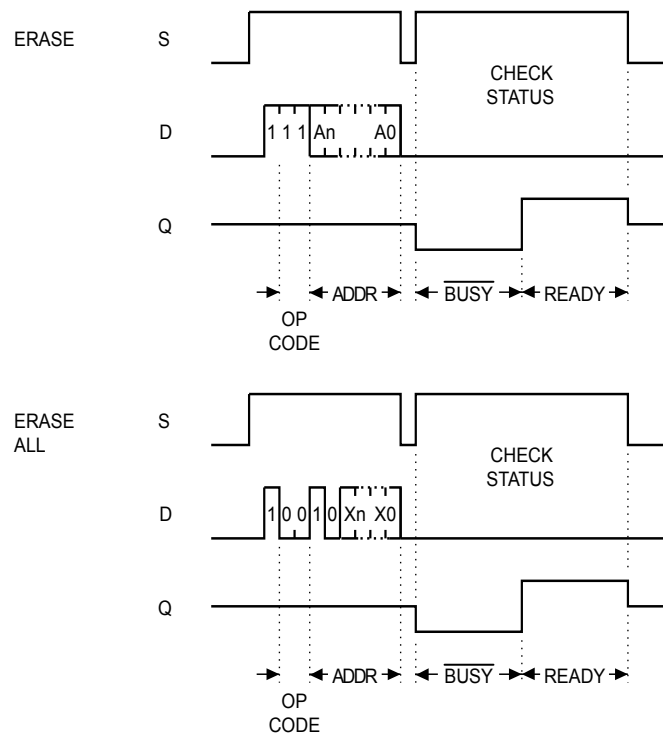 ERASE S
CHECK
STATUS
D
1 1 1 An A0
Q
ADDR BUSY READY
OP
CODE
ERASE S
ALL
CHECK
STATUS
D
1 0 0 1 0 Xn X0
Q
ADDR BUSY READY
OP
CODE